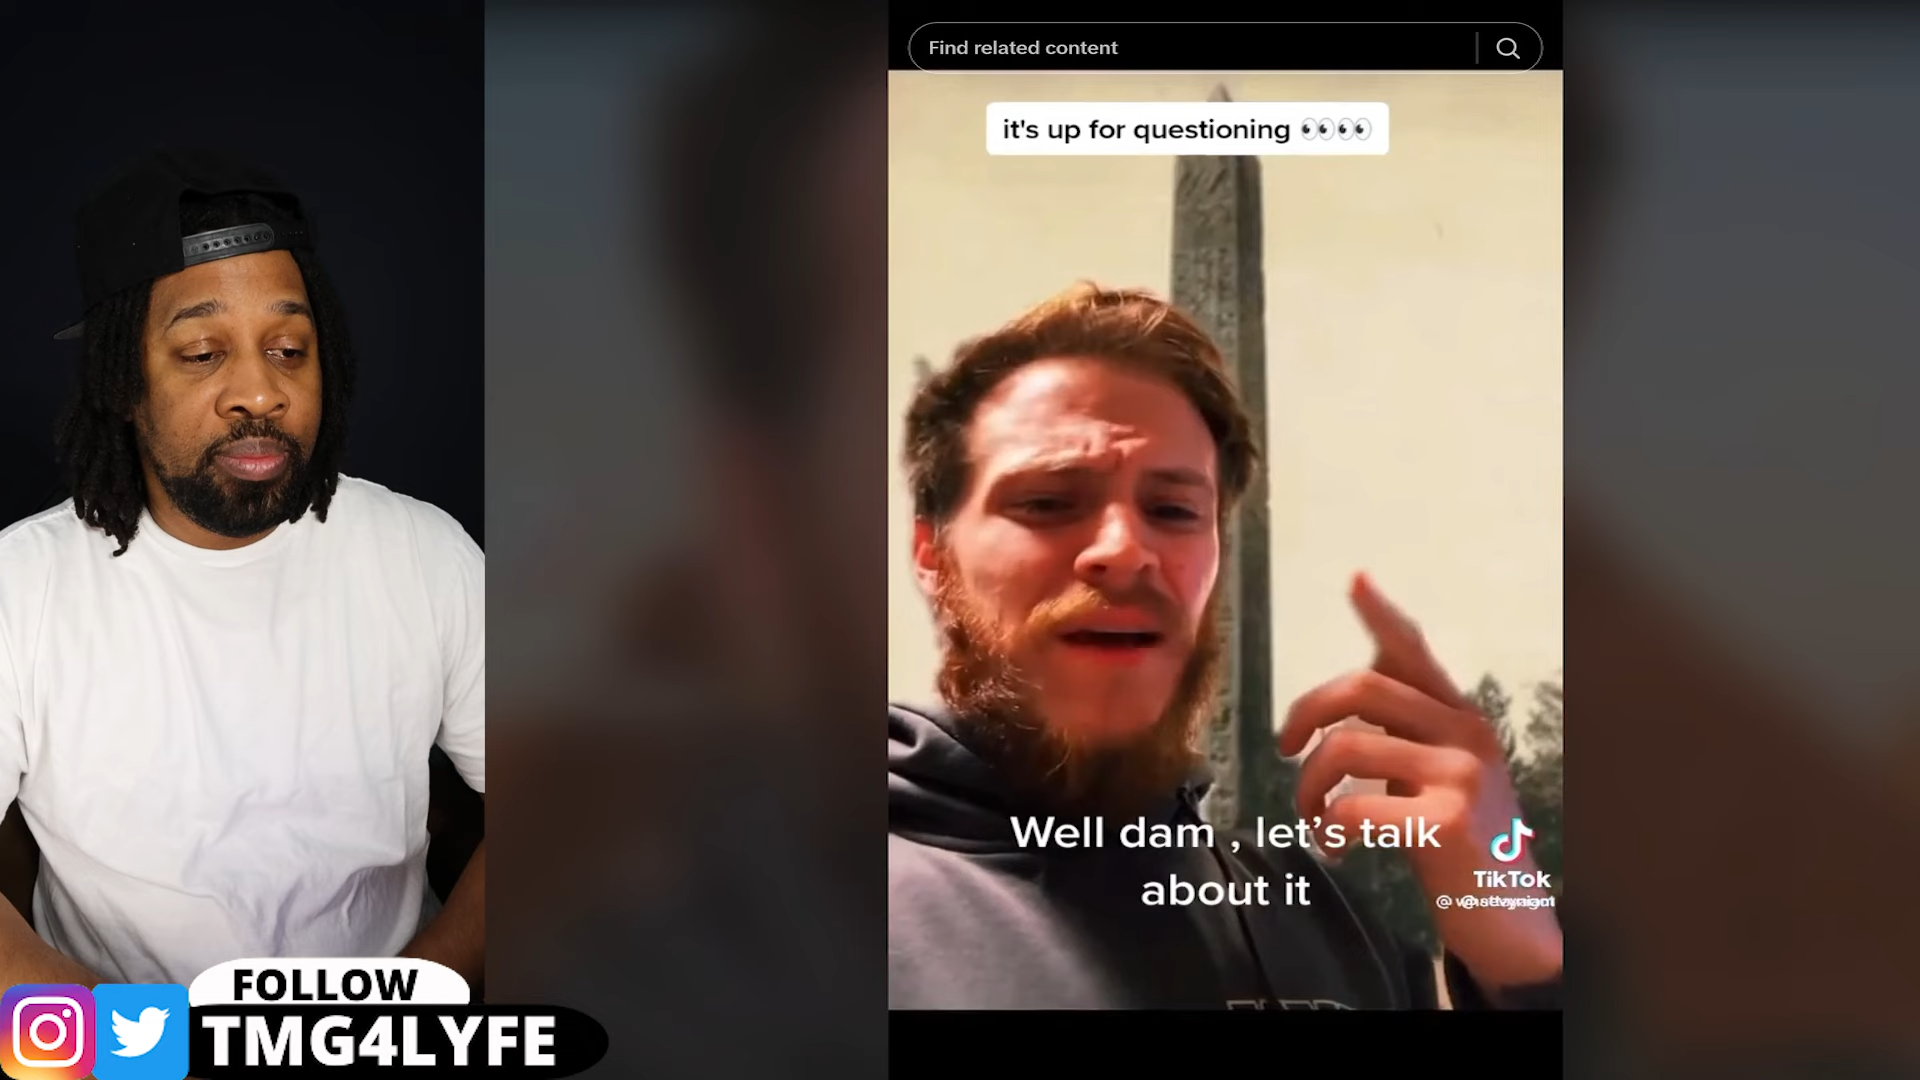 Find related content
it's up for questioning 👀👀
Well dam , let's talk
about it
TikTok
FOLLOW
TMG4LYFE